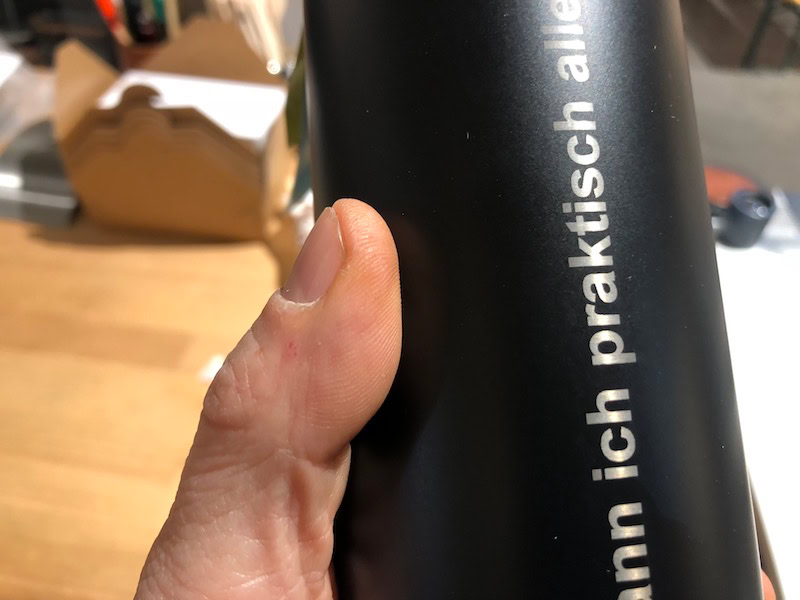 ann ich praktisch alle